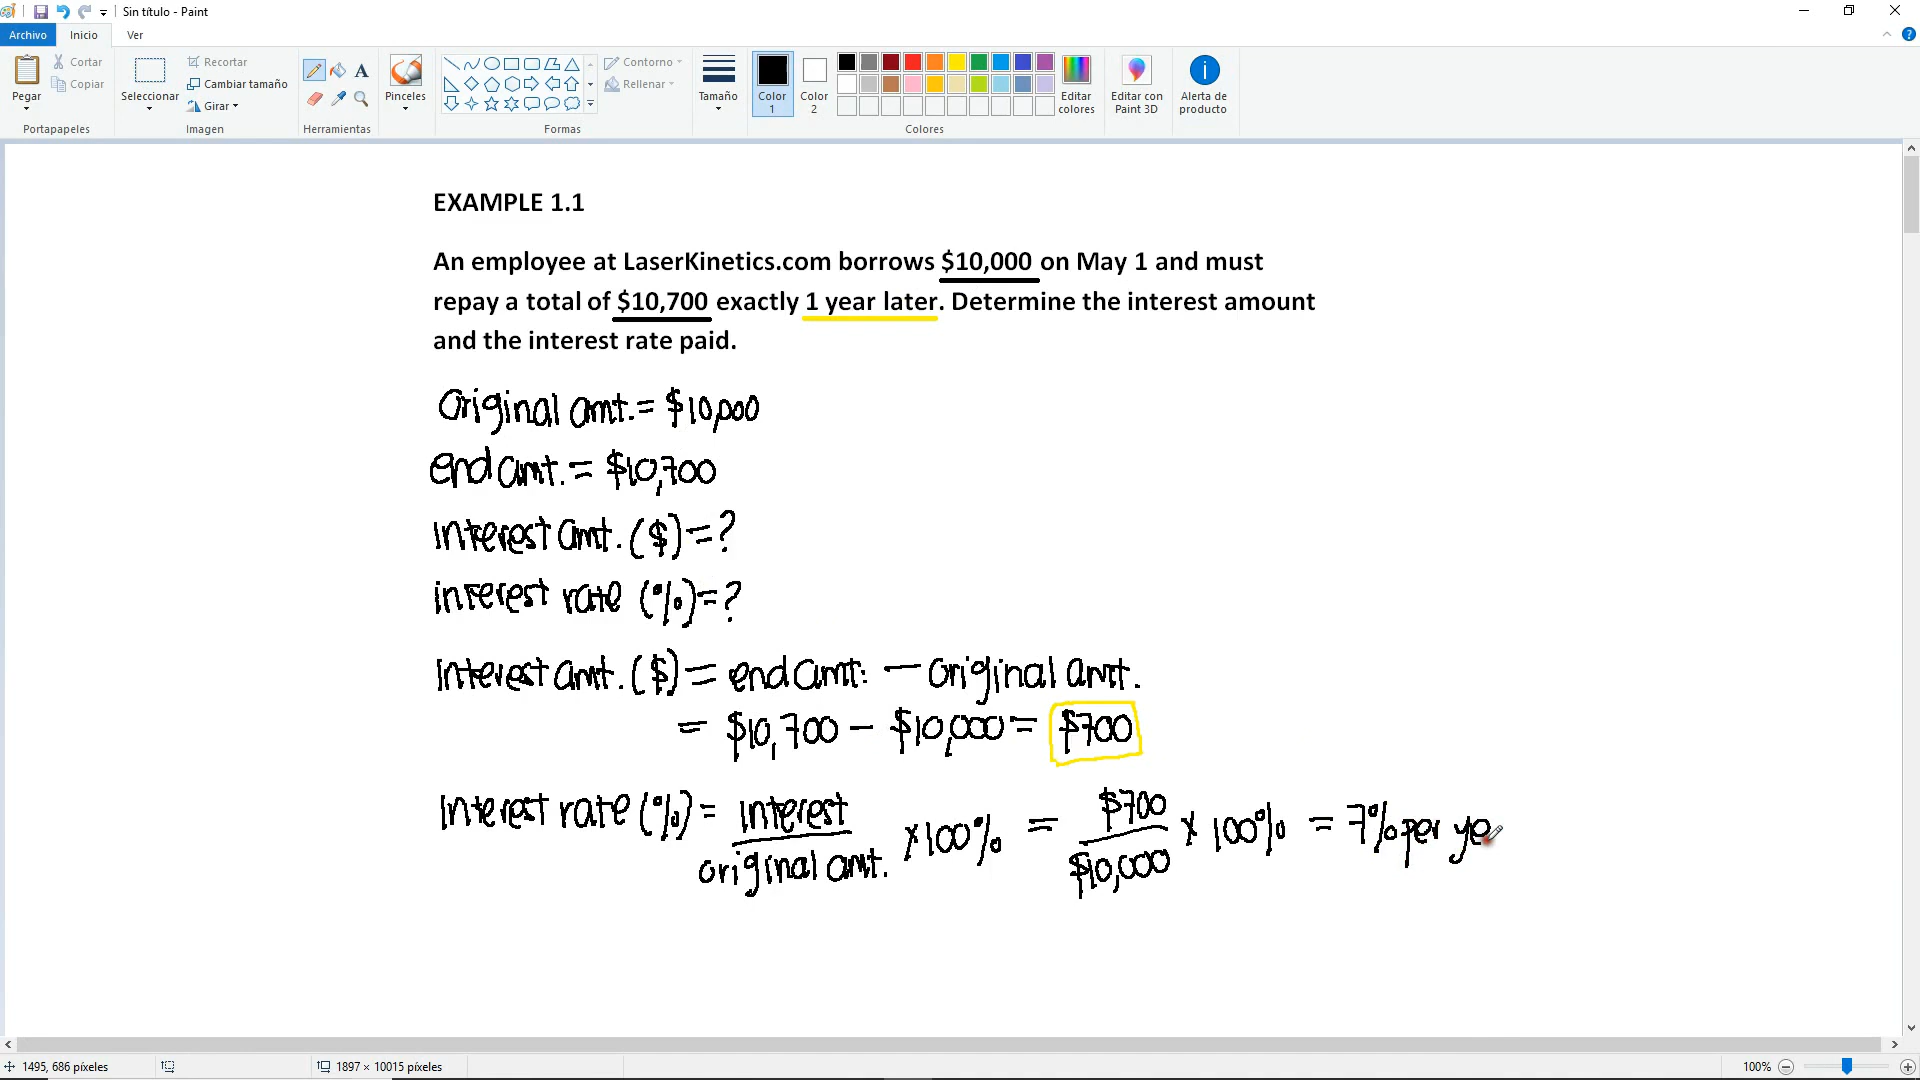 Sin título - Paint
Archivo Inicio Ver
Pegar
Cortar
Copiar
Portapapeles
Seleccionar
Recortar
Cambiar tamaño
Girar
Imagen
A
Herramientas
Pinceles
Contorno
Rellenar
Formas
Tamaño
Color 1
Color 2
Colores
Editar colores
Editar con Paint 3D
Alerta de producto
EXAMPLE 1.1
An employee at LaserKinetics.com borrows $10,000 on May 1 and must
repay a total of $10,700 exactly 1 year later. Determine the interest amount
and the interest rate paid.
original amt. = $10,000
end amt. = $10,700
interest amt. ($) = ?
interest rate (%) = ?
interest amt. ($) = end amt. - original amt.
= $10,700 - $10,000 = $700
interest rate (%) = interest / original amt. x 100% = $700 / $10,000 x 100% = 7% per ye
1495, 686 píxeles
1897 × 10015 píxeles
100%